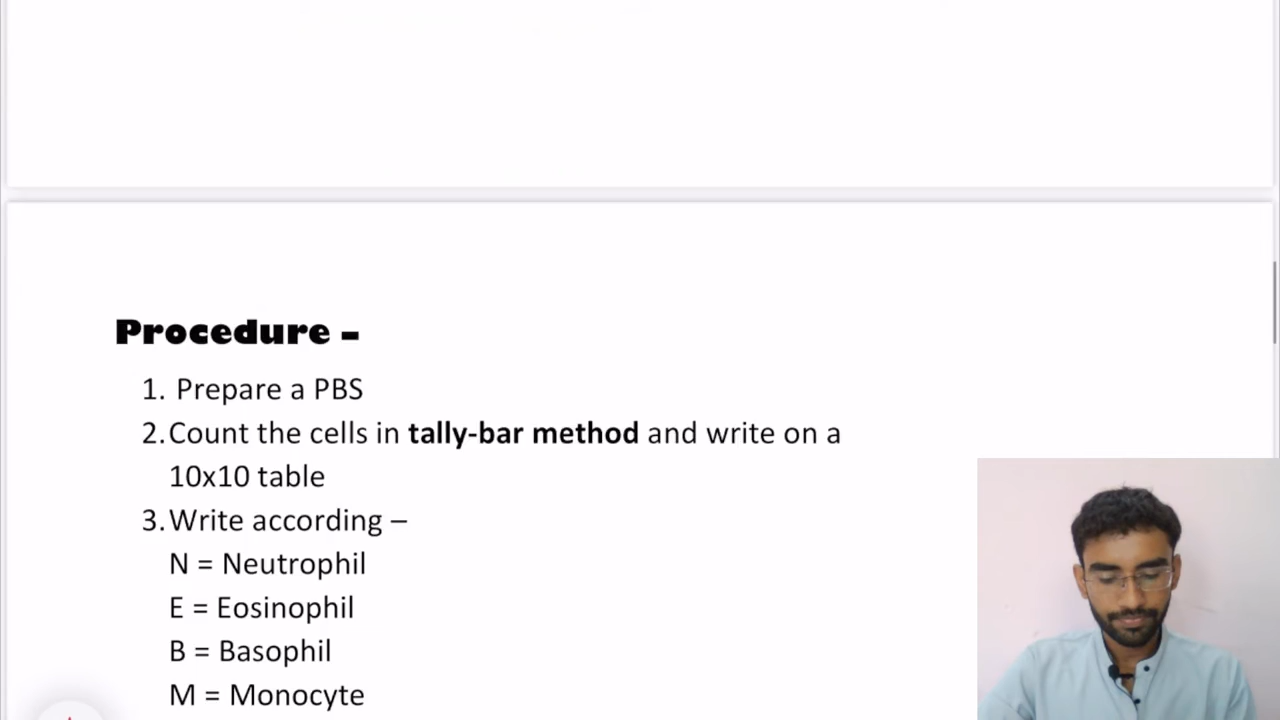 Procedure –
1. Prepare a PBS
2. Count the cells in tally-bar method and write on a
10x10 table
3. Write according –
N = Neutrophil
E = Eosinophil
B = Basophil
M = Monocyte